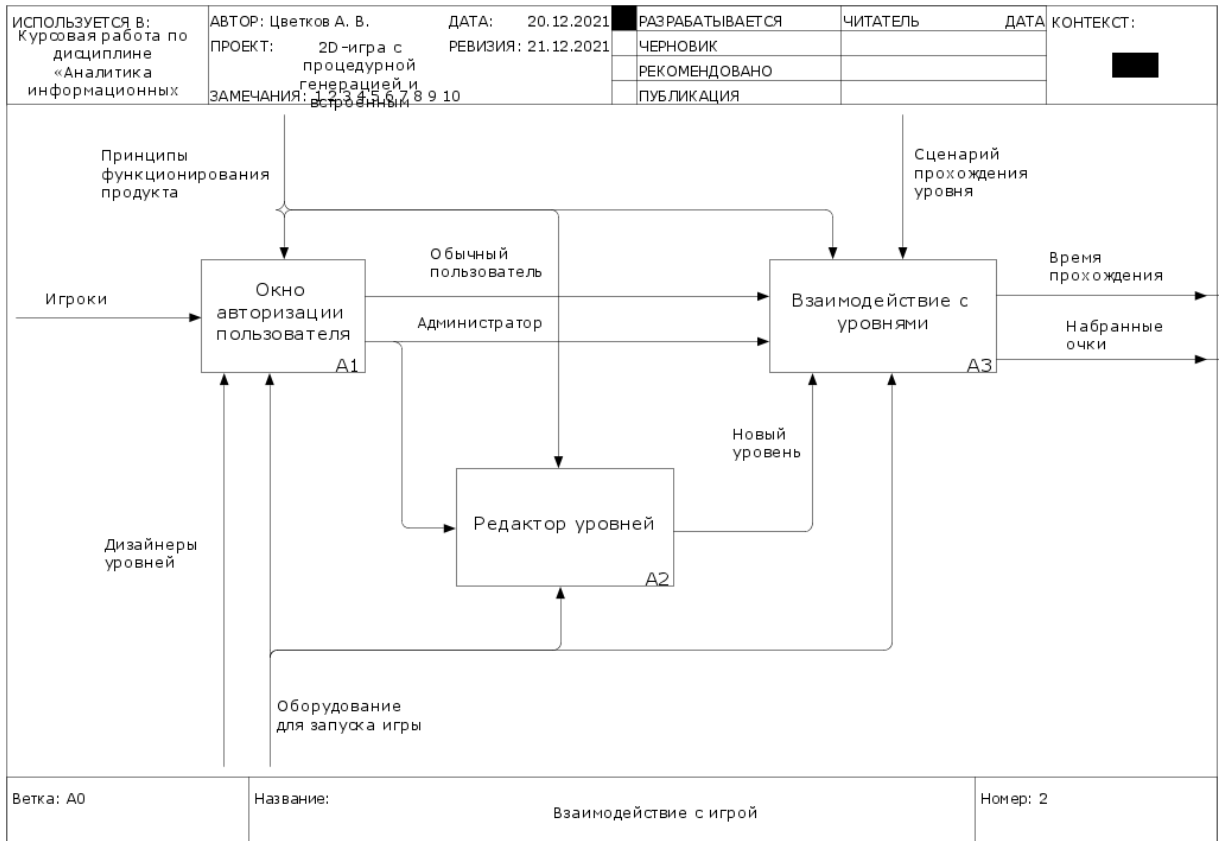 ИСПОЛЬЗУЕТСЯ В:
Курсовая работа по
дисциплине
«Аналитика
информационных
АВТОР: Цветков А. В.
ДАТА: 20.12.2021
ПРОЕКТ: 2D-игра с
процедурной
генерацией и
встроенным
РЕВИЗИЯ: 21.12.2021
ЗАМЕЧАНИЯ: 1 2 3 4 5 6 7 8 9 10
РАЗРАБАТЫВАЕТСЯ
ЧЕРНОВИК
РЕКОМЕНДОВАНО
ПУБЛИКАЦИЯ
ЧИТАТЕЛЬ
ДАТА
КОНТЕКСТ:
Принципы
функционирования
продукта
Сценарий
прохождения
уровня
Обычный
пользователь
Время
прохождения
Игроки
Окно
авторизации
пользователя
A1
Администратор
Взаимодействие с
уровнями
A3
Набранные
очки
Новый
уровень
Редактор уровней
A2
Дизайнеры
уровней
Оборудование
для запуска игры
Ветка: A0
Название:
Взаимодействие с игрой
Номер: 2